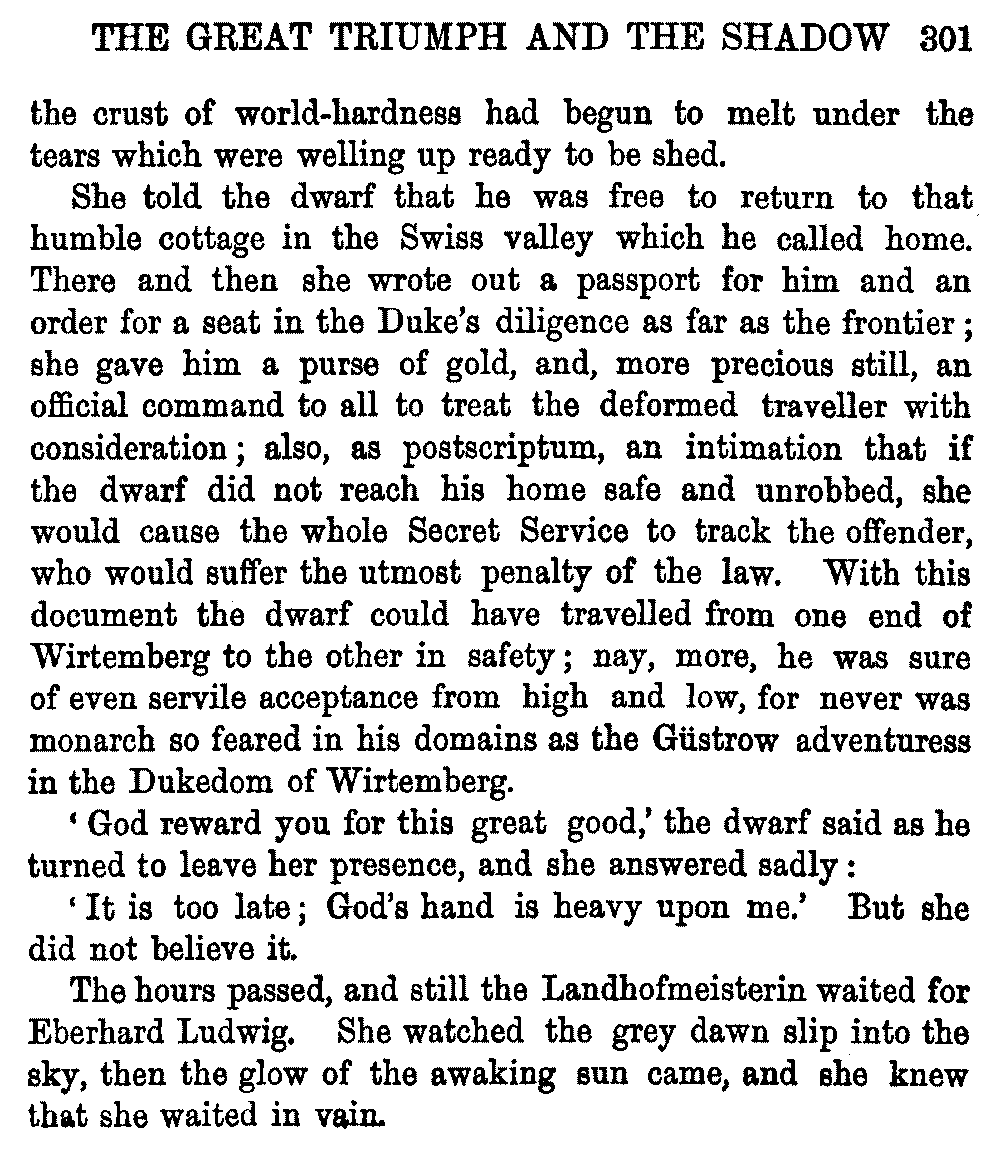 THE GREAT TRIUMPH AND THE SHADOW 301
the crust of world-hardness had begun to melt under the
tears which were welling up ready to be shed.
She told the dwarf that he was free to return to that
humble cottage in the Swiss valley which he called home.
There and then she wrote out a passport for him and an
order for a seat in the Duke's diligence as far as the frontier ;
she gave him a purse of gold, and, more precious still, an
official command to all to treat the deformed traveller with
consideration ; also, as postscriptum, an intimation that if
the dwarf did not reach his home safe and unrobbed, she
would cause the whole Secret Service to track the offender,
who would suffer the utmost penalty of the law. With this
document the dwarf could have travelled from one end of
Wirtemberg to the other in safety ; nay, more, he was sure
of even servile acceptance from high and low, for never was
monarch so feared in his domains as the Güstrow adventuress
in the Dukedom of Wirtemberg.
‘ God reward you for this great good,’ the dwarf said as he
turned to leave her presence, and she answered sadly :
‘ It is too late ; God's hand is heavy upon me.’ But she
did not believe it.
The hours passed, and still the Landhofmeisterin waited for
Eberhard Ludwig. She watched the grey dawn slip into the
sky, then the glow of the awaking sun came, and she knew
that she waited in vain.